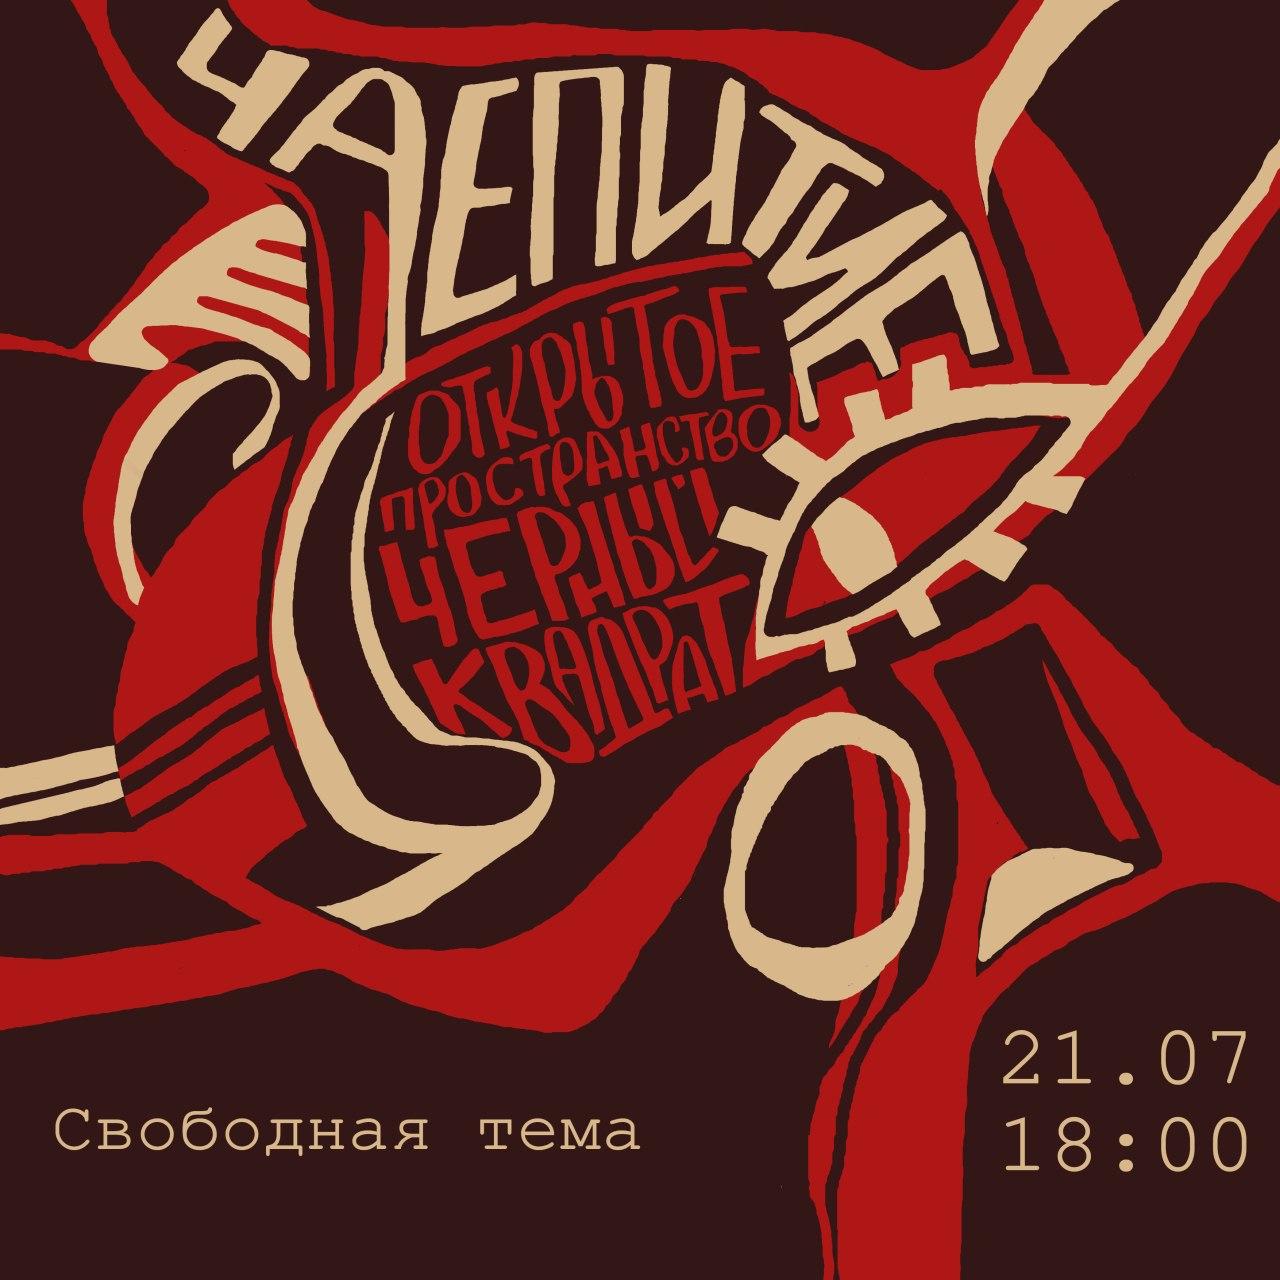 ЧАЕПИТИЕ
ОТКРЫТОЕ
ПРОСТРАНСТВО
ЧЕРНЫЙ
КВАДРАТ
Свободная тема
21.07
18:00